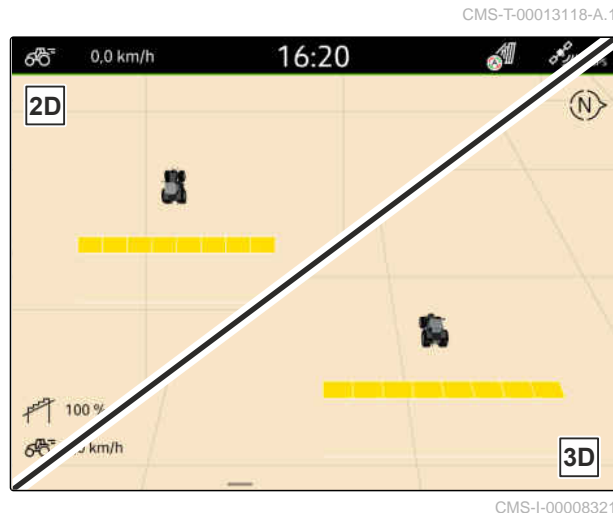 CMS-T-00013118-A.1
0,0 km/h
16:20
2D
N
100 %
km/h
3D
CMS-I-00008321